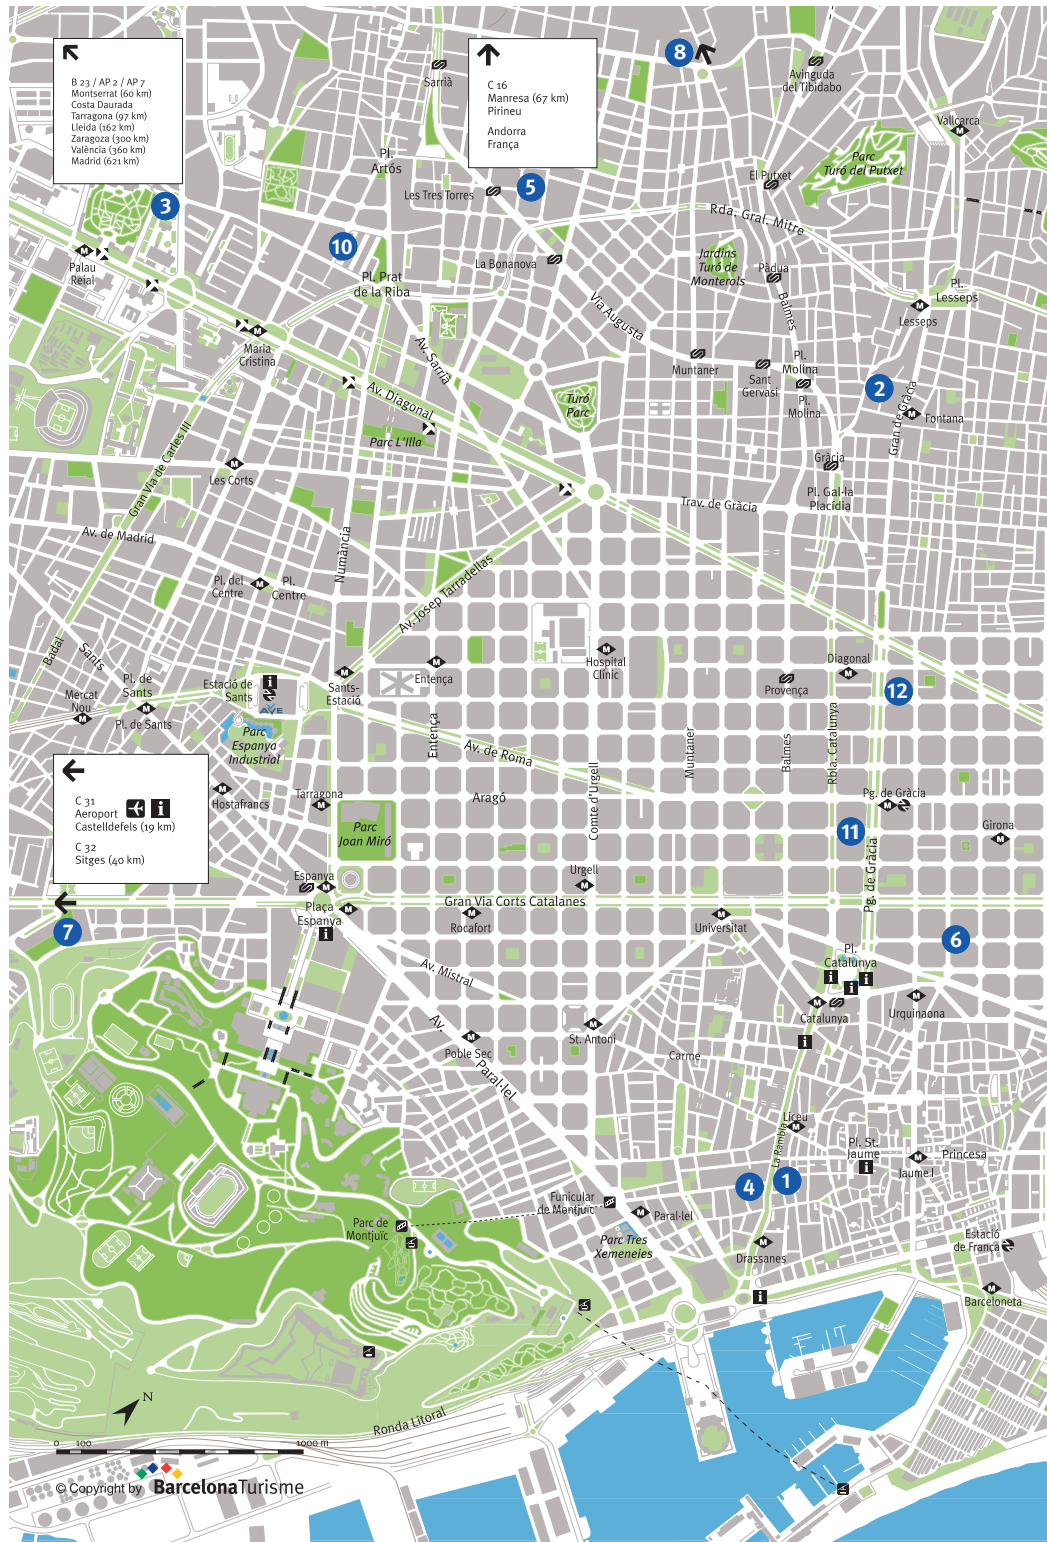 B 23 / AP 2 / AP 7
Montserrat (60 km)
Costa Daurada
Tarragona (97 km)
Lleida (162 km)
Zaragoza (300 km)
València (360 km)
Madrid (621 km)
C 16
Manresa (67 km)
Pirineu
Andorra
França
8
Sarrià
Avinguda
del Tibidabo
Vallcarca
Pl.
Artós
Parc
Turó del Putxet
El Putxet
Les Tres Torres
5
3
Rda. Gral. Mitre
10
Palau
Reial
La Bonanova
Jardins
Turó de
Monterols
Pàdua
Pl. Prat
de la Riba
Pl.
Lesseps
Lesseps
Via Augusta
Balmes
Maria
Cristina
Av. Sarrià
Muntaner
Sant
Gervasi
Pl.
Molina
Pl.
Molina
2
Gran de Gràcia
Fontana
Av. Diagonal
Turó
Parc
Parc L'Illa
Gran Via de Carles III
Les Corts
Gràcia
Pl. Gal·la
Placídia
Trav. de Gràcia
Av. de Madrid
Numància
Pl. del
Centre
Pl.
Centre
Av. Josep Tarradellas
Badal
Sants
Mercat
Nou
Pl. de
Sants
Pl. de Sants
Estació de
Sants
AVE
Sants-
Estació
Entença
Hospital
Clínic
Diagonal
Provença
12
Parc
Espanya
Industrial
Entença
Av. de Roma
Muntaner
Balmes
Rbla. Catalunya
C 31
Aeroport
Castelldefels (19 km)
C 32
Sitges (40 km)
Hostafrancs
Tarragona
Aragó
Comte d'Urgell
Pg. de Gràcia
Girona
Parc
Joan Miró
11
Pg. de Gràcia
Espanya
Urgell
Plaça
Espanya
Gran Via Corts Catalanes
Rocafort
Universitat
7
6
Pl.
Catalunya
Av. Mistral
Catalunya
Urquinaona
Av.
Paral·lel
Poble Sec
St. Antoni
Carme
Liceu
La Rambla
Pl. St.
Jaume
Jaume I
Princesa
4
1
Funicular
de Montjuïc
Paral·lel
Parc de
Montjuïc
Parc Tres
Xemeneies
Drassanes
Estació
de França
Barceloneta
N
Ronda Litoral
0 100 1000 m
© Copyright by BarcelonaTurisme